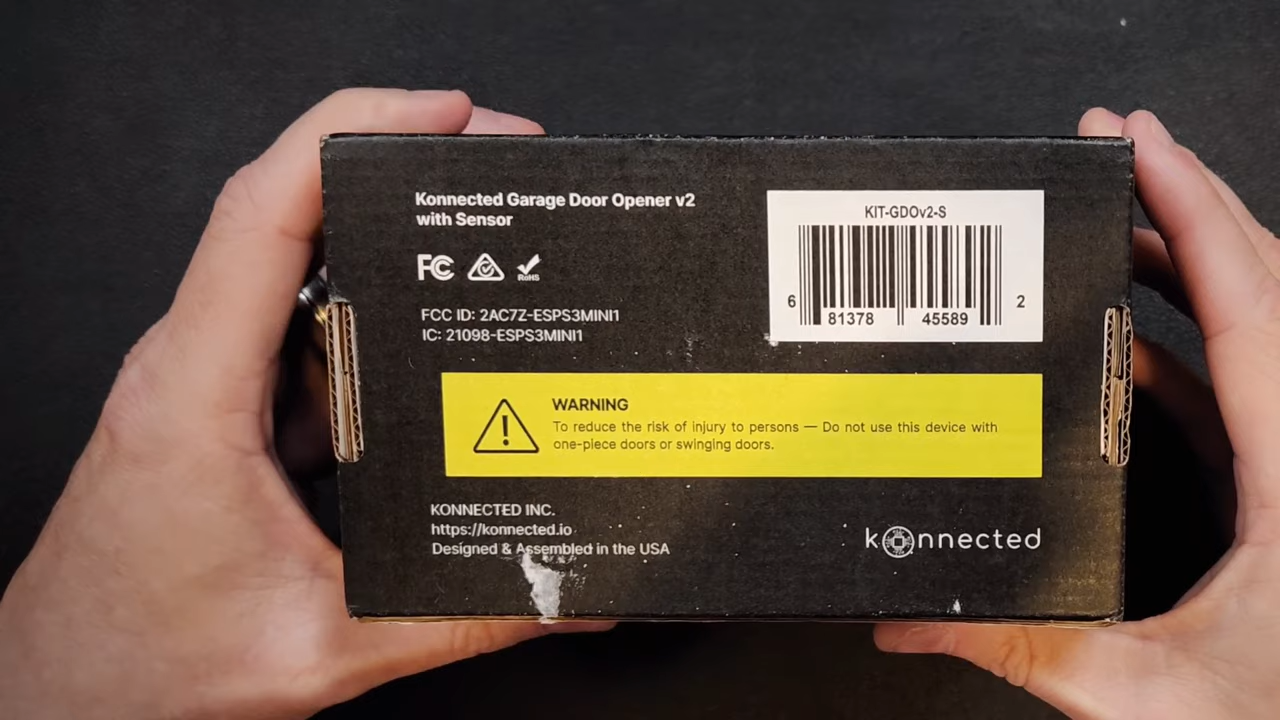 Konnected Garage Door Opener v2
with Sensor
FC
RoHS
FCC ID: 2AC7Z-ESPS3MINI1
IC: 21098-ESPS3MINI1
KIT-GDOv2-S
6 81378 45589 2
WARNING
To reduce the risk of injury to persons — Do not use this device with
one-piece doors or swinging doors.
KONNECTED INC.
https://konnected.io
Designed & Assembled in the USA
konnected